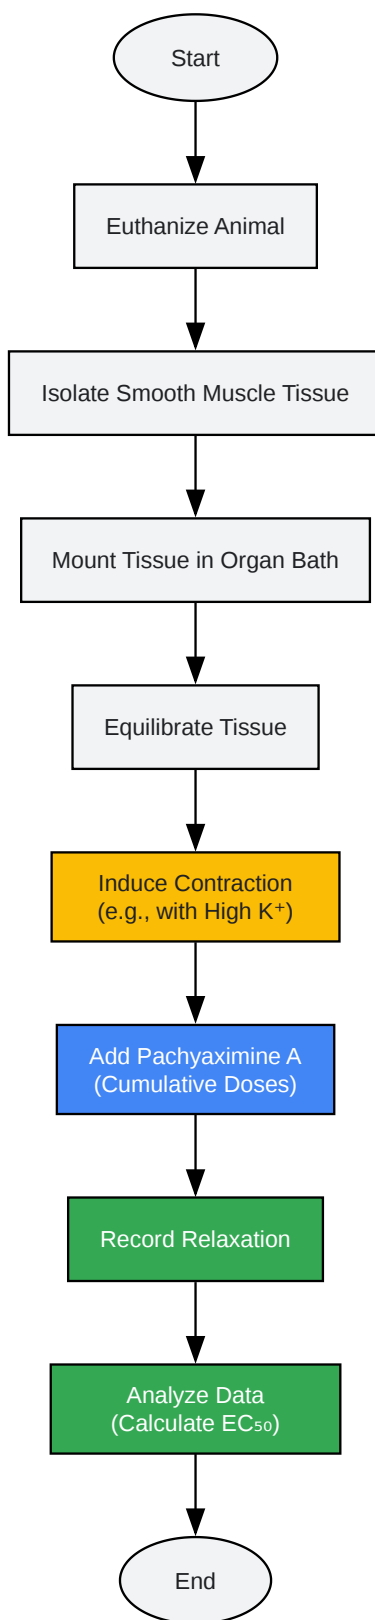 Start
Euthanize Animal
Isolate Smooth Muscle Tissue
Mount Tissue in Organ Bath
Equilibrate Tissue
Induce Contraction
(e.g., with High K⁺)
Add Pachyaximine A
(Cumulative Doses)
Record Relaxation
Analyze Data
(Calculate EC₅₀)
End